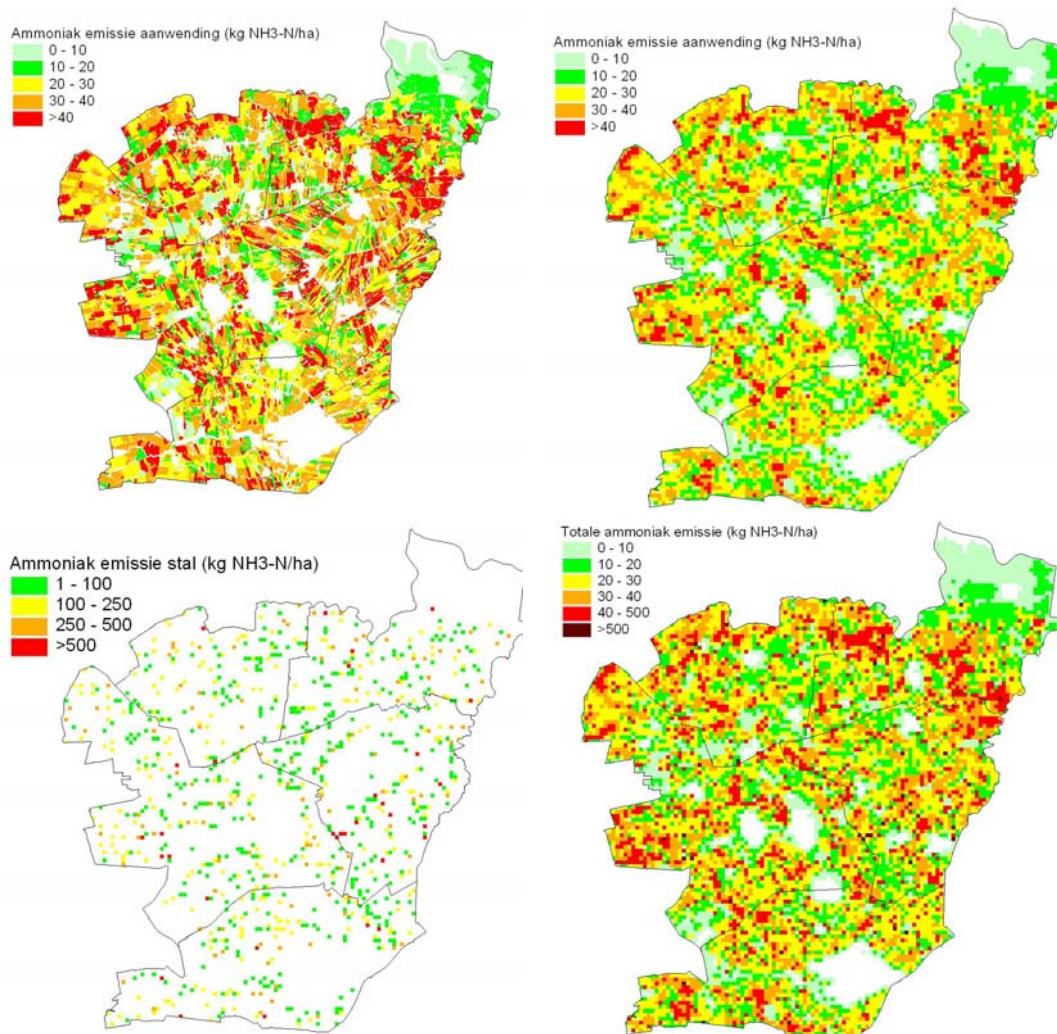 Ammoniak emissie aanwending (kg NH3-N/ha)
0 - 10
10 - 20
20 - 30
30 - 40
>40
Ammoniak emissie aanwending (kg NH3-N/ha)
0 - 10
10 - 20
20 - 30
30 - 40
>40
Ammoniak emissie stal (kg NH3-N/ha)
1 - 100
100 - 250
250 - 500
>500
Totale ammoniak emissie (kg NH3-N/ha)
0 - 10
10 - 20
20 - 30
30 - 40
40 - 500
>500